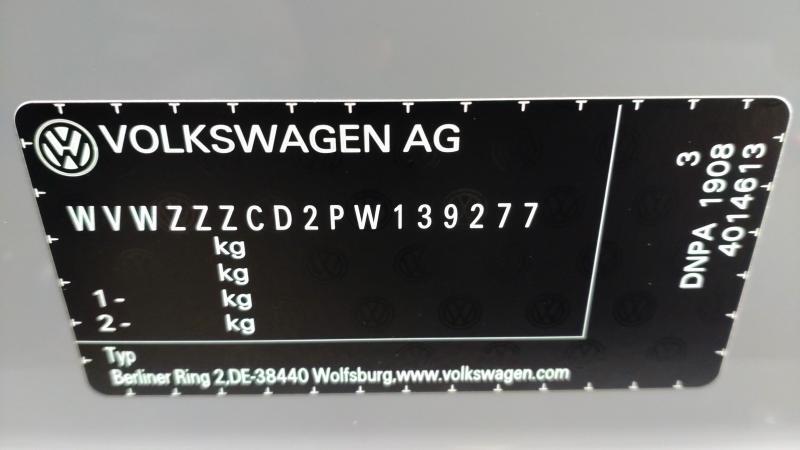 VOLKSWAGEN AG
WVWZZZCD2PW139277
kg
kg
1- kg
2- kg
Typ
Berliner Ring 2,DE-38440 Wolfsburg,www.volkswagen.com
3
DNPA 1908
4014613